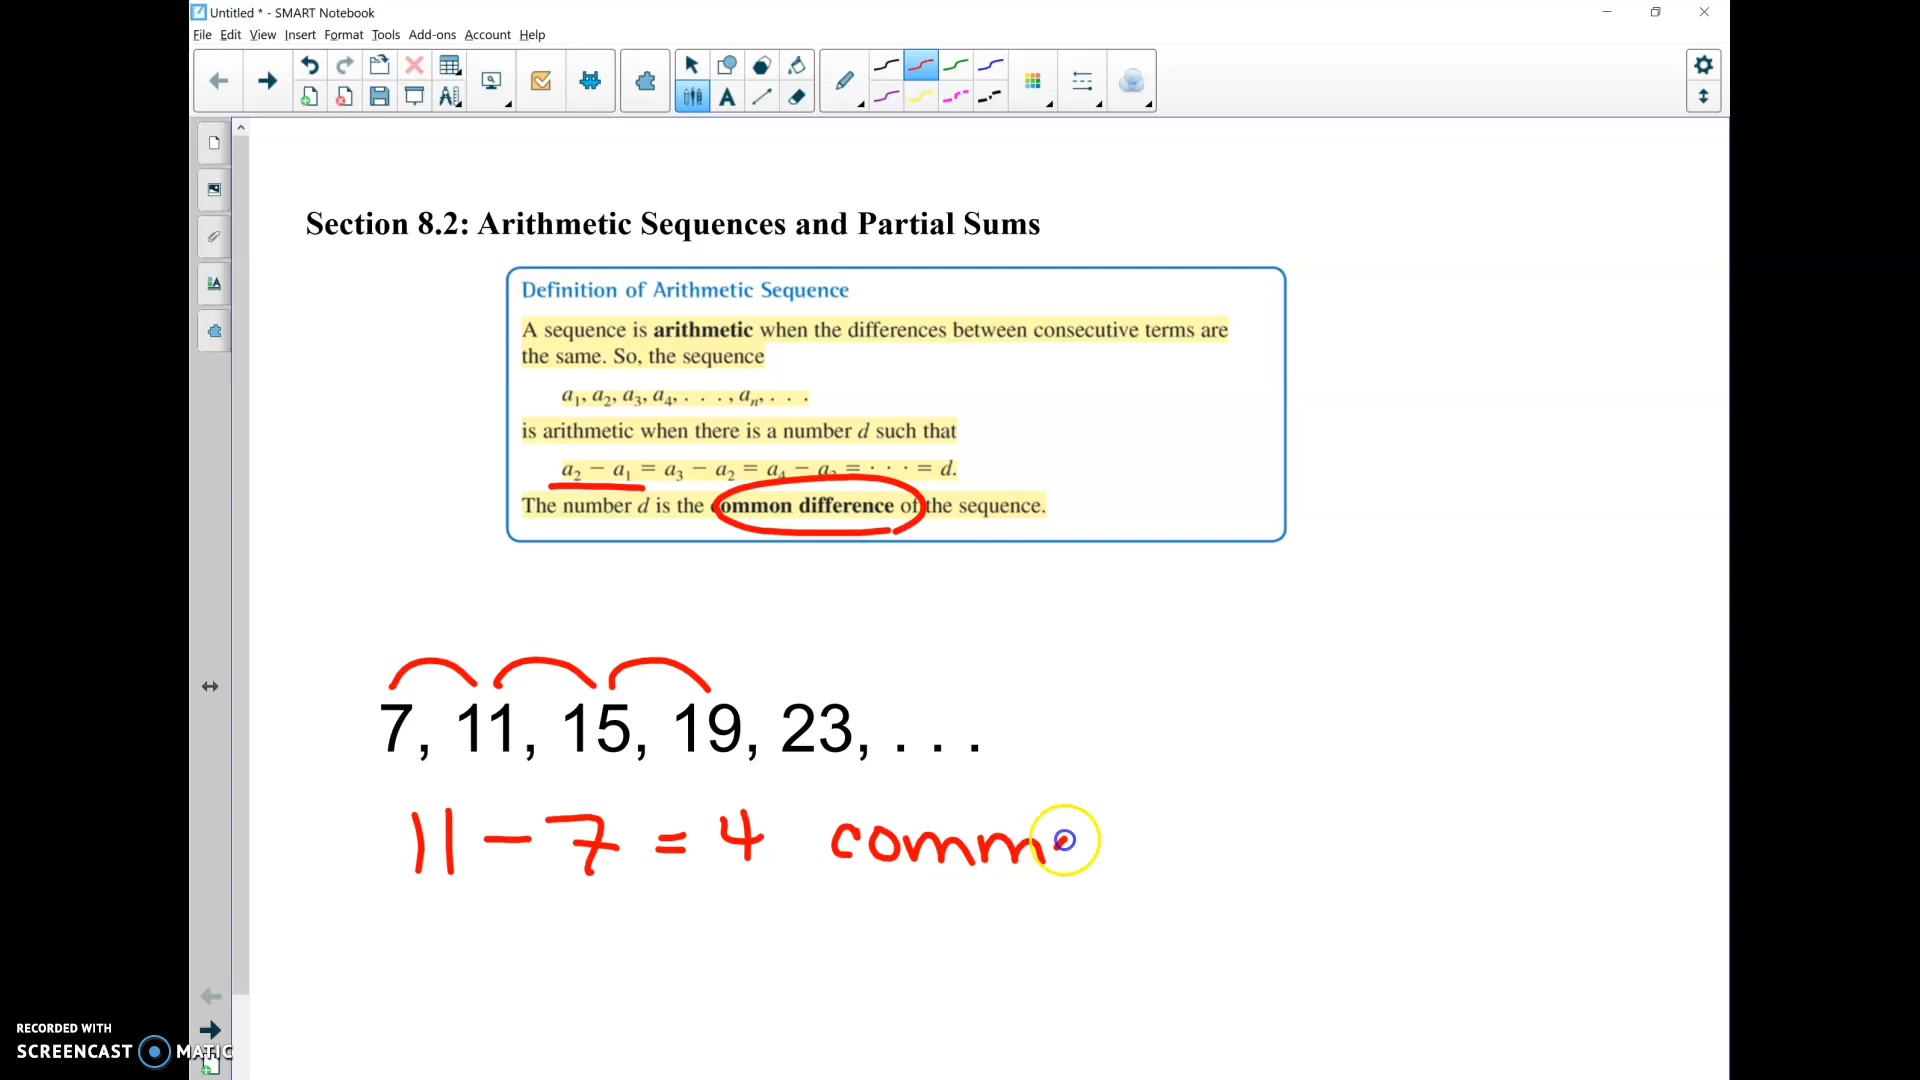 Untitled * - SMART Notebook
File Edit View Insert Format Tools Add-ons Account Help
Section 8.2: Arithmetic Sequences and Partial Sums
Definition of Arithmetic Sequence
A sequence is arithmetic when the differences between consecutive terms are
the same. So, the sequence
a₁, a₂, a₃, a₄, . . . , aₙ, . . .
is arithmetic when there is a number d such that
a₂ − a₁ = a₃ − a₂ = a₄ − a₃ = · · · = d.
The number d is the common difference of the sequence.
7, 11, 15, 19, 23, . . .
11 − 7 = 4 comm
RECORDED WITH
SCREENCAST MATIC